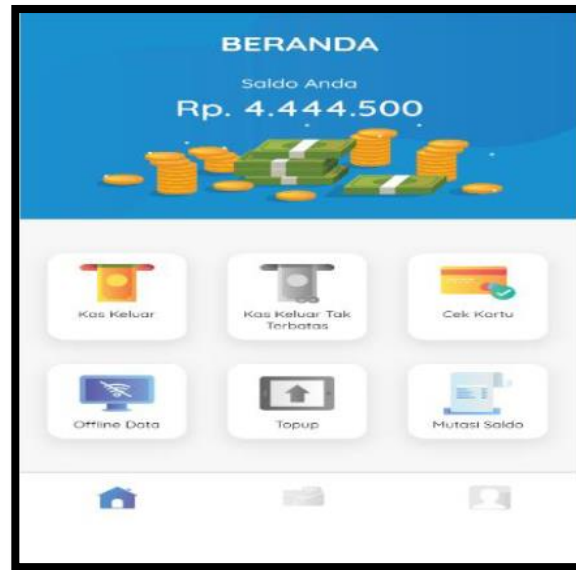 BERANDA
Saldo Anda
Rp. 4.444.500
Kas Keluar
Kas Keluar Tak
Terbatas
Cek Kartu
Offline Data
Topup
Mutasi Saldo